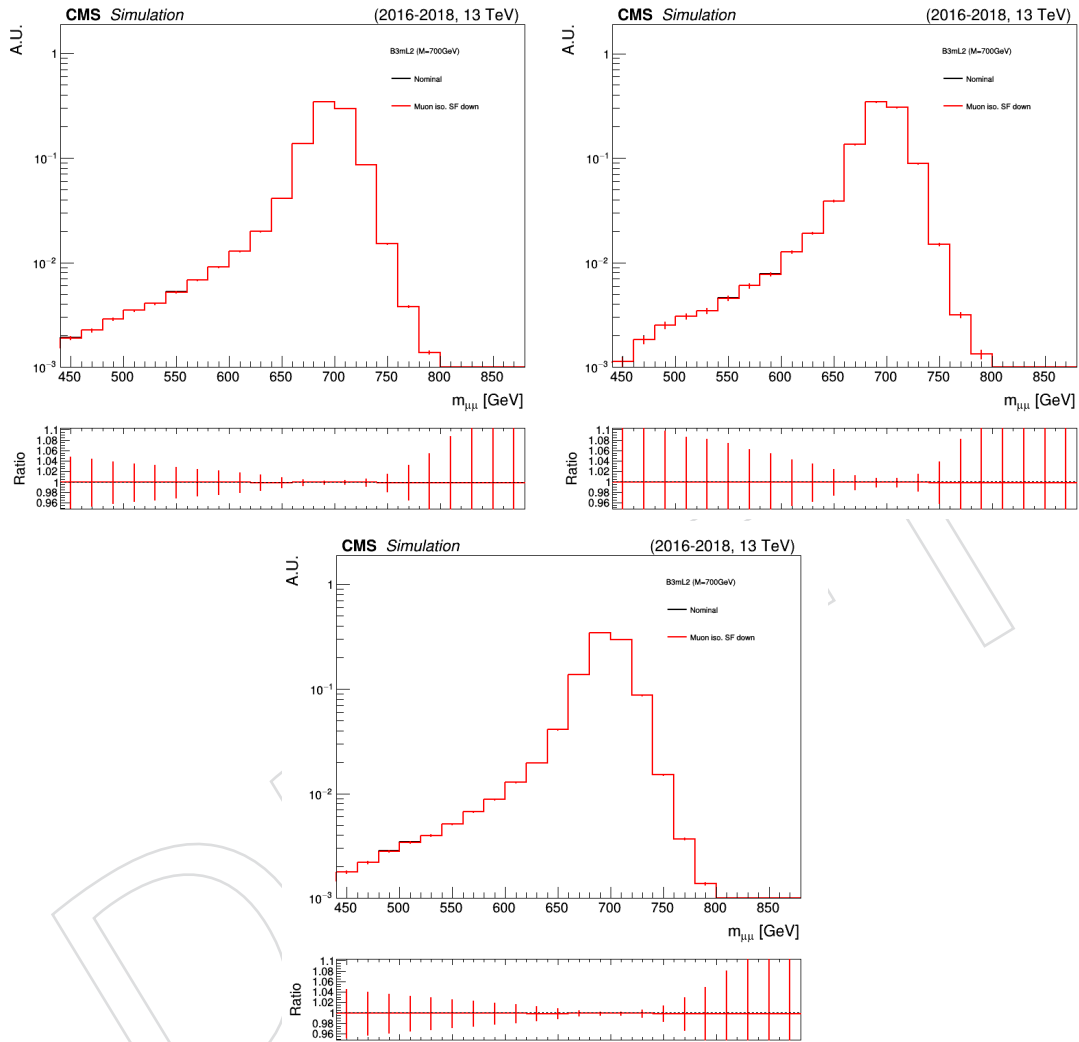 CMS Simulation (2016-2018, 13 TeV)
A.U.
B3mL2 (M=700GeV)
Nominal
Muon iso. SF down
1
10⁻¹
10⁻²
10⁻³
450 500 550 600 650 700 750 800 850
m_μμ [GeV]
Ratio
1.1
1.08
1.06
1.04
1.02
1
0.98
0.96
CMS Simulation (2016-2018, 13 TeV)
A.U.
B3mL2 (M=700GeV)
Nominal
Muon iso. SF down
1
10⁻¹
10⁻²
10⁻³
450 500 550 600 650 700 750 800 850
m_μμ [GeV]
Ratio
1.1
1.08
1.06
1.04
1.02
1
0.98
0.96
CMS Simulation (2016-2018, 13 TeV)
A.U.
B3mL2 (M=700GeV)
Nominal
Muon iso. SF down
1
10⁻¹
10⁻²
10⁻³
450 500 550 600 650 700 750 800 850
m_μμ [GeV]
Ratio
1.1
1.08
1.06
1.04
1.02
1
0.98
0.96